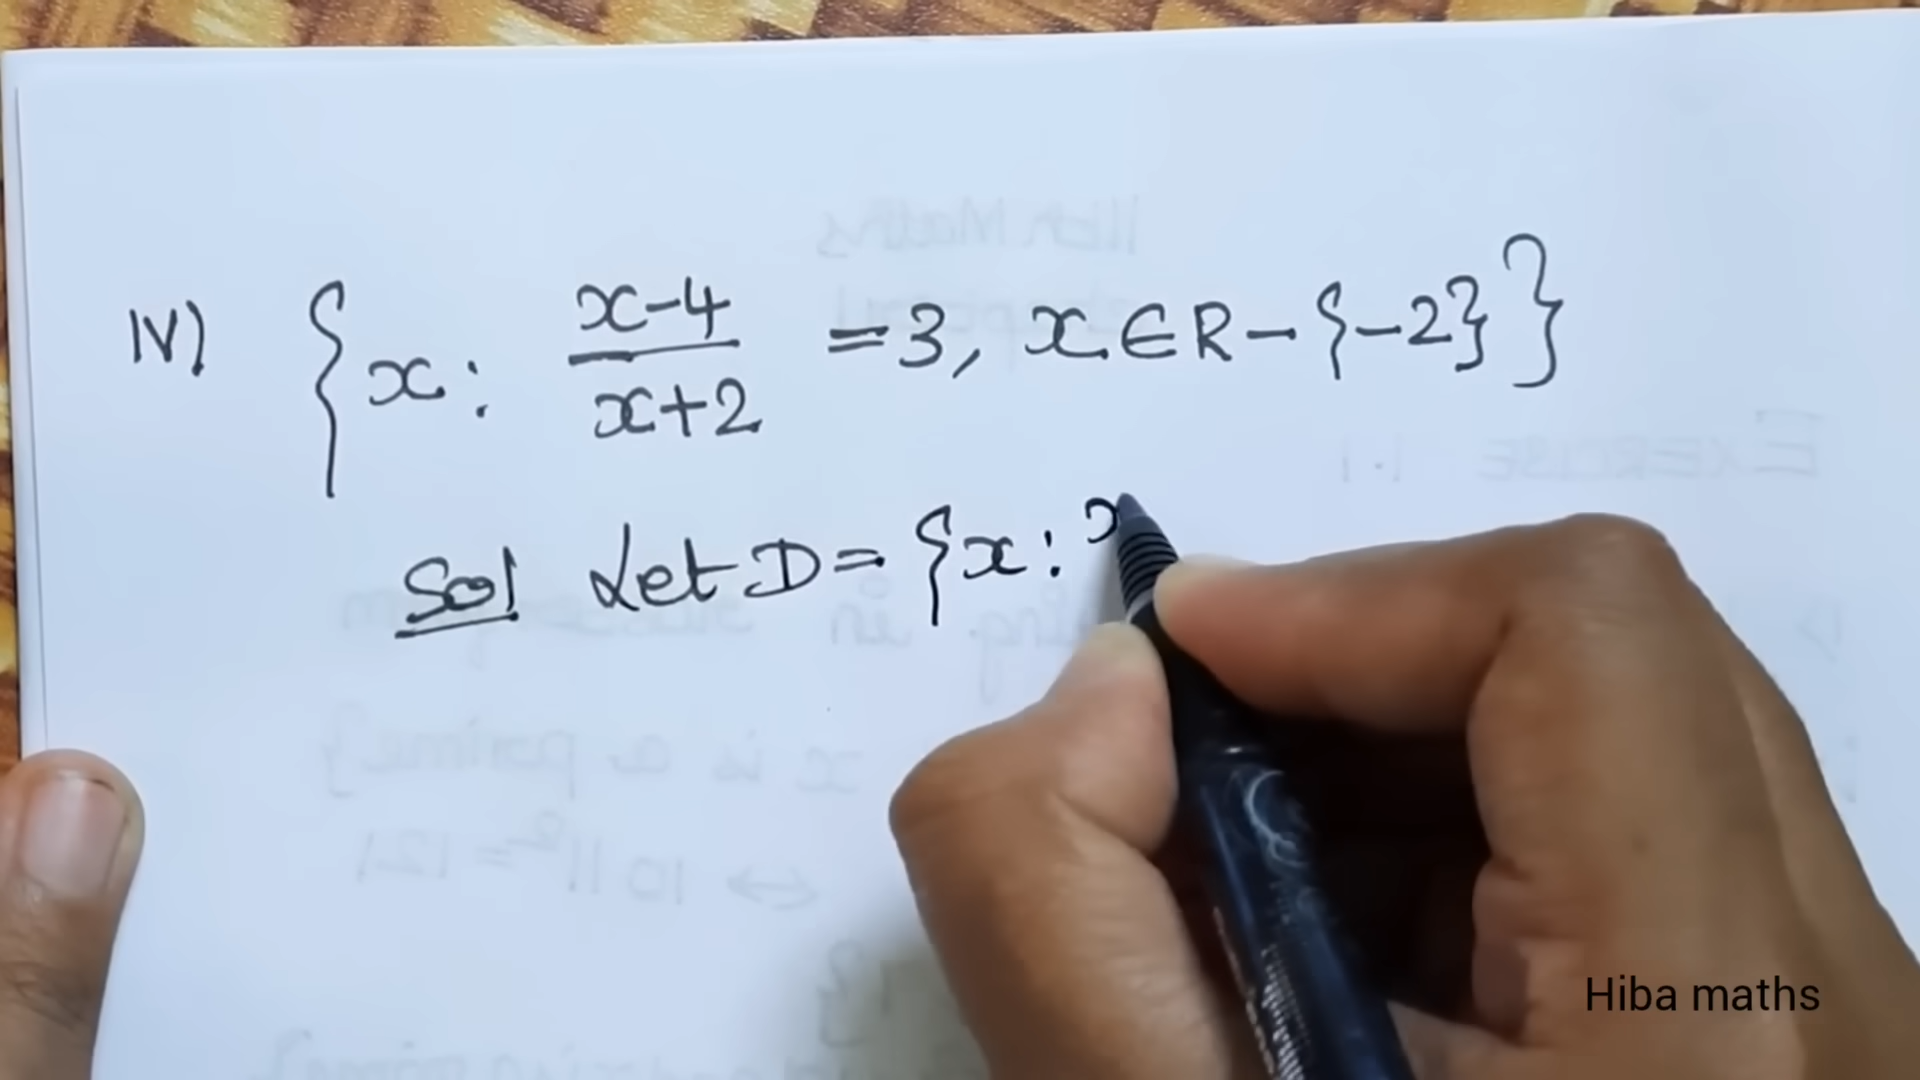 IV) {x: x-4/x+2 =3, x∈R-{-2}}
Sol Let D= {x: x
Hiba maths